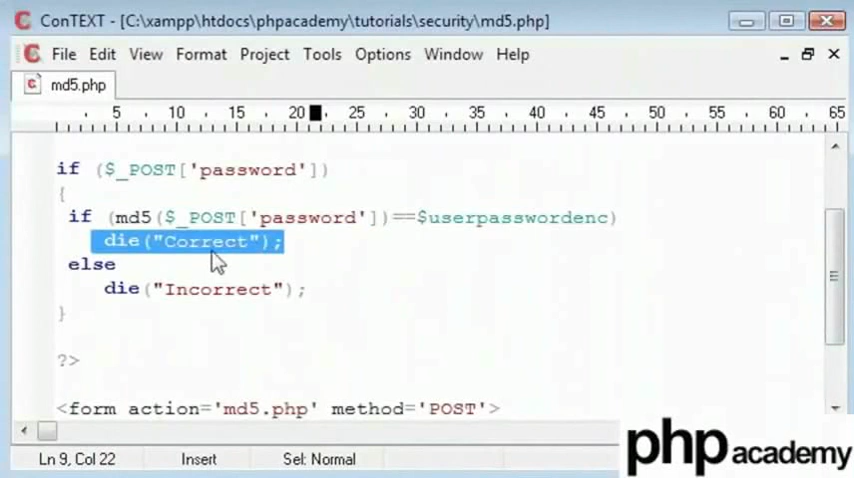 ConTEXT - [C:\xampp\htdocs\phpacademy\tutorials\security\md5.php]
File Edit View Format Project Tools Options Window Help
md5.php
5 10 15 20 25 30 35 40 45 50 55 60 65
if ($_POST['password'])
{
if (md5($_POST['password'])==$userpasswordenc)
die("Correct");
else
die("Incorrect");
}
?>
<form action='md5.php' method='POST'>
Ln 9, Col 22 Insert Sel: Normal
php academy